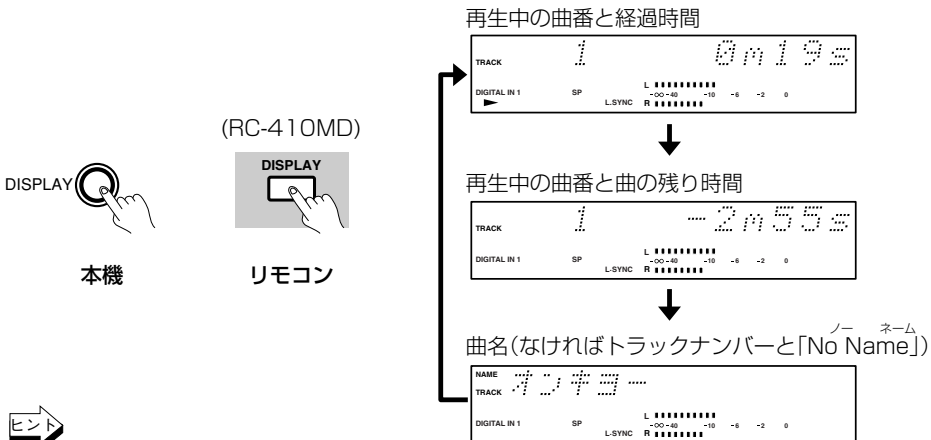 再生中の曲番と経過時間
TRACK 1 0m19s
DIGITAL IN 1 SP L -∞ -40 -10 -6 -2 0
L.SYNC R
(RC-410MD)
DISPLAY
DISPLAY
本機
リモコン
再生中の曲番と曲の残り時間
TRACK 1 -2m55s
DIGITAL IN 1 SP L -∞ -40 -10 -6 -2 0
L-SYNC R
ノー ネーム
曲名(なければトラックナンバーと「No Name」)
NAME
TRACK オンキヨー
DIGITAL IN 1 SP L -∞ -40 -10 -6 -2 0
L-SYNC R
ヒント